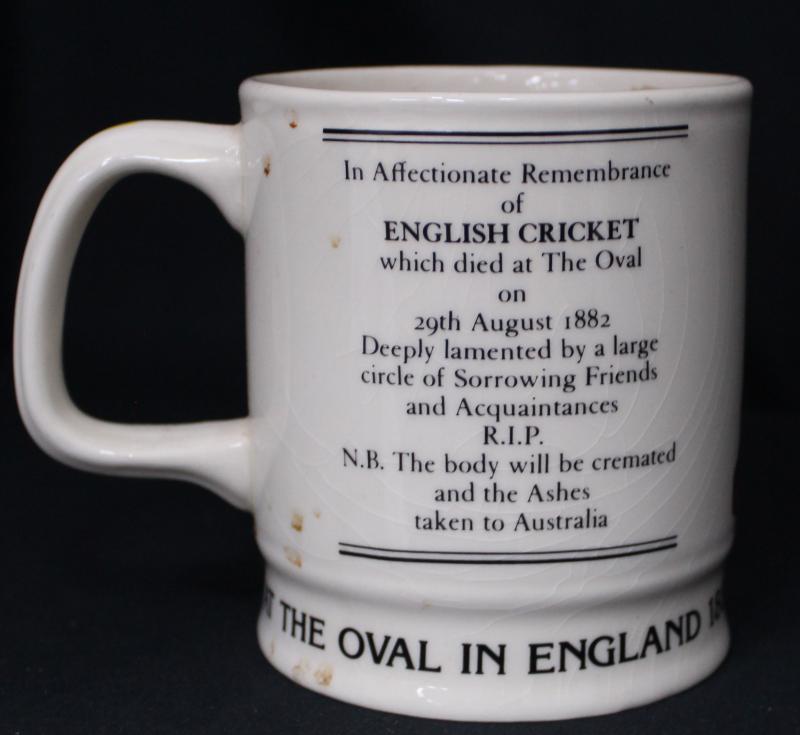 In Affectionate Remembrance
of
ENGLISH CRICKET
which died at The Oval
on
29th August 1882
Deeply lamented by a large
circle of Sorrowing Friends
and Acquaintances
R.I.P.
N.B. The body will be cremated
and the Ashes
taken to Australia
AT THE OVAL IN ENGLAND